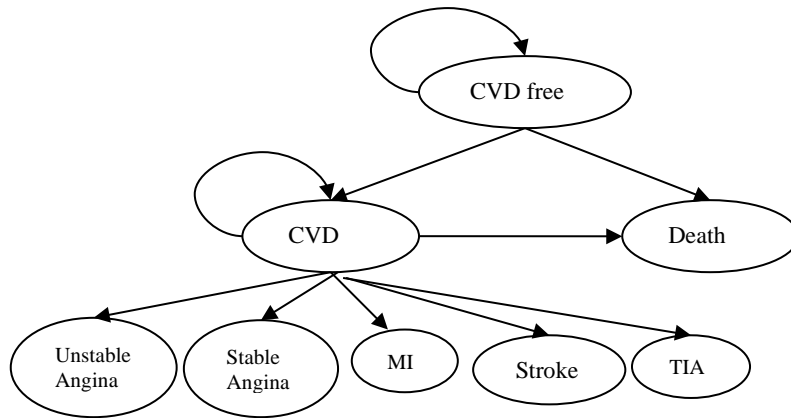 CVD free
CVD
Death
Unstable
Angina
Stable
Angina
MI
Stroke
TIA